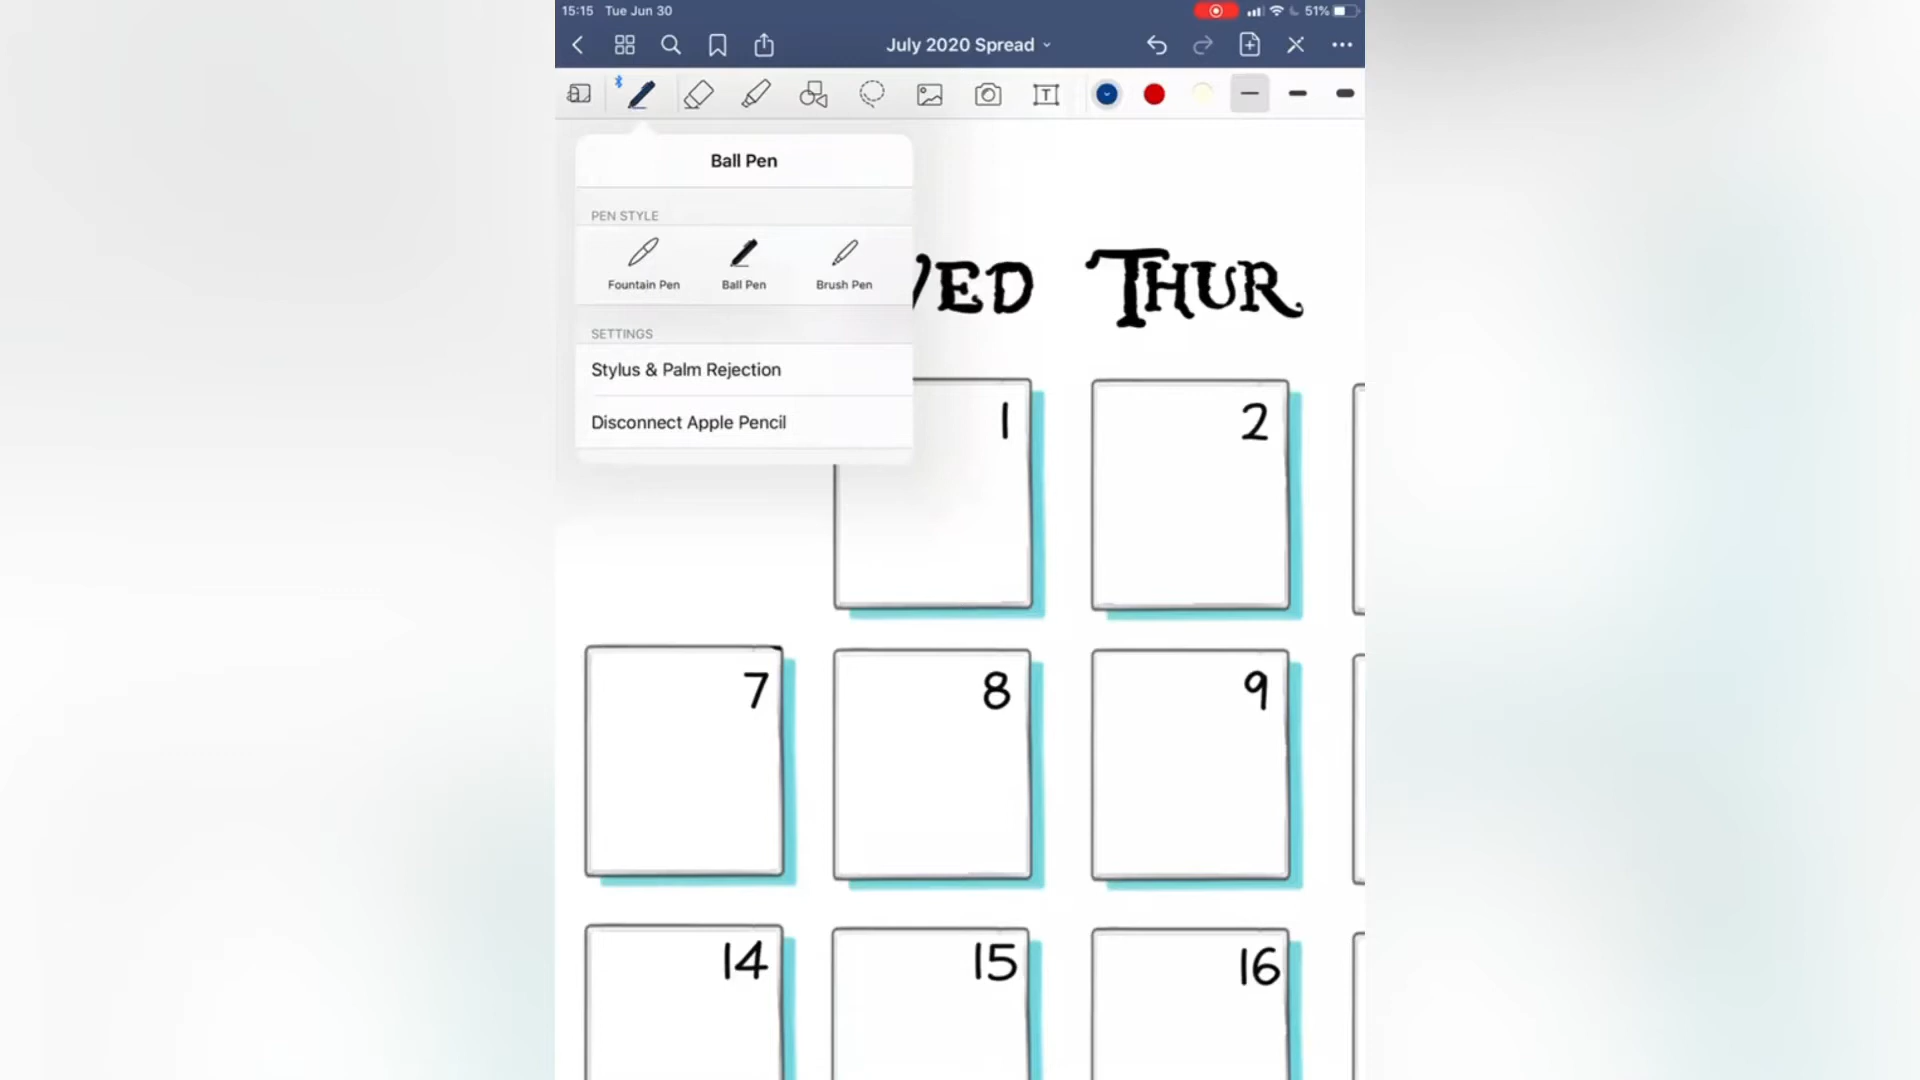 15:15 Tue Jun 30 51%
July 2020 Spread
T
Ball Pen
PEN STYLE
Fountain Pen Ball Pen Brush Pen
SETTINGS
Stylus & Palm Rejection
Disconnect Apple Pencil
THUR
1 2
7 8 9
14 15 16